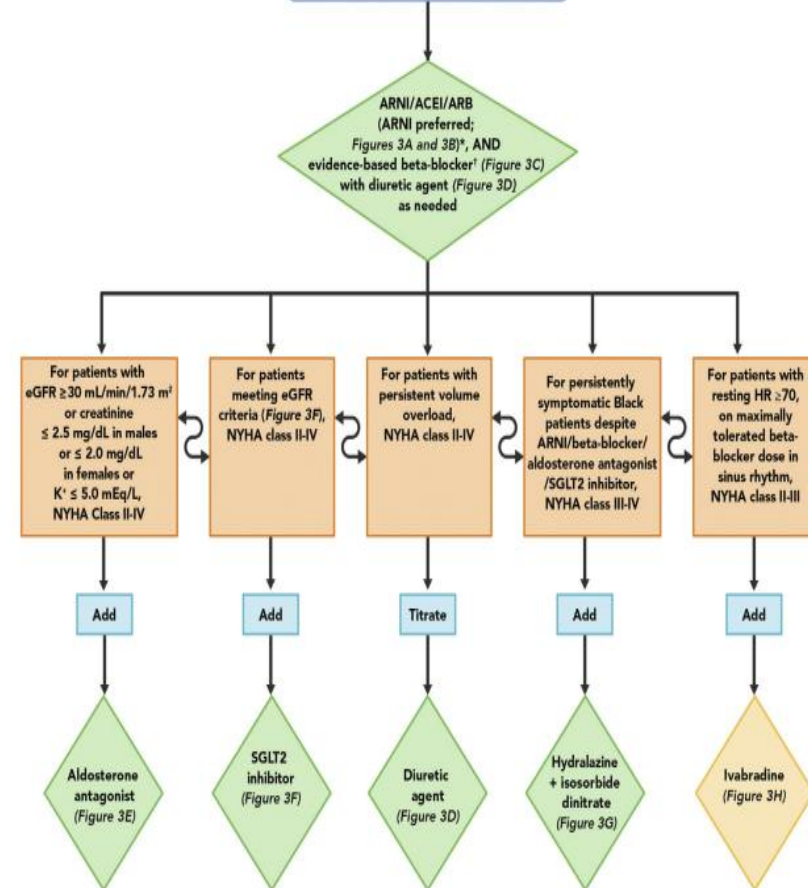 ARNI/ACEI/ARB
(ARNI preferred;
Figures 3A and 3B)*, AND
evidence-based beta-blocker† (Figure 3C)
with diuretic agent (Figure 3D)
as needed
For patients with
eGFR ≥30 mL/min/1.73 m²
or creatinine
≤ 2.5 mg/dL in males
or ≤ 2.0 mg/dL
in females or
K⁺ ≤ 5.0 mEq/L,
NYHA Class II-IV
For patients
meeting eGFR
criteria (Figure 3F),
NYHA class II-IV
For patients with
persistent volume
overload,
NYHA class II-IV
For persistently
symptomatic Black
patients despite
ARNI/beta-blocker/
aldosterone antagonist
/SGLT2 inhibitor,
NYHA class III-IV
For patients with
resting HR ≥70,
on maximally
tolerated beta-
blocker dose in
sinus rhythm,
NYHA class II-III
Add
Add
Titrate
Add
Add
Aldosterone
antagonist
(Figure 3E)
SGLT2
inhibitor
(Figure 3F)
Diuretic
agent
(Figure 3D)
Hydralazine
+ isosorbide
dinitrate
(Figure 3G)
Ivabradine
(Figure 3H)